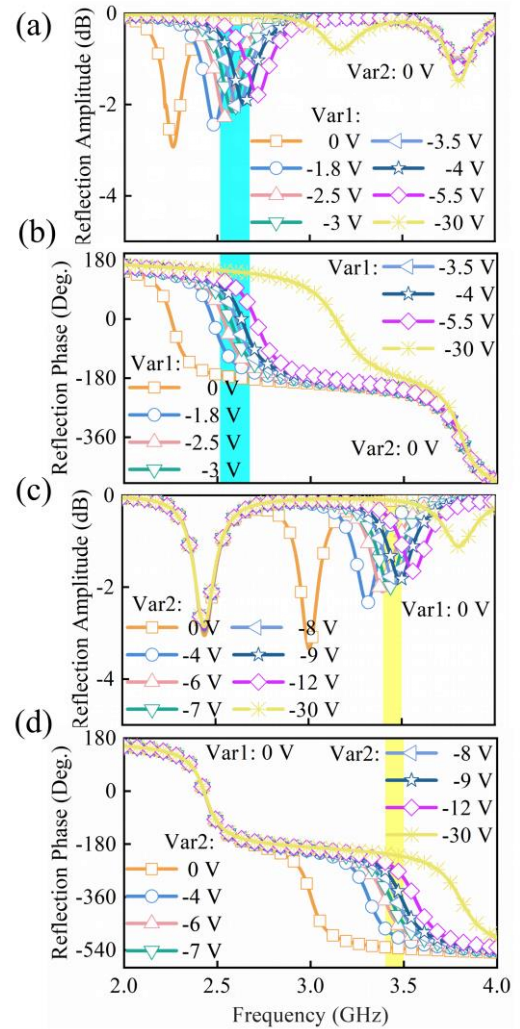 (a)
Reflection Amplitude (dB)
0
-2
-4
Var2: 0 V
Var1:
0 V -3.5 V
-1.8 V -4 V
-2.5 V -5.5 V
-3 V -30 V
(b)
Reflection Phase (Deg.)
180
0
-180
-360
Var1: -3.5 V
-4 V
-5.5 V
-30 V
Var1:
0 V
-1.8 V
-2.5 V
-3 V
Var2: 0 V
(c)
Reflection Amplitude (dB)
0
-2
-4
Var2:
0 V -8 V
-4 V -9 V
-6 V -12 V
-7 V -30 V
Var1: 0 V
(d)
Reflection Phase (Deg.)
180
0
-180
-360
-540
Var1: 0 V Var2: -8 V
-9 V
-12 V
-30 V
Var2:
0 V
-4 V
-6 V
-7 V
2.0 2.5 3.0 3.5 4.0
Frequency (GHz)